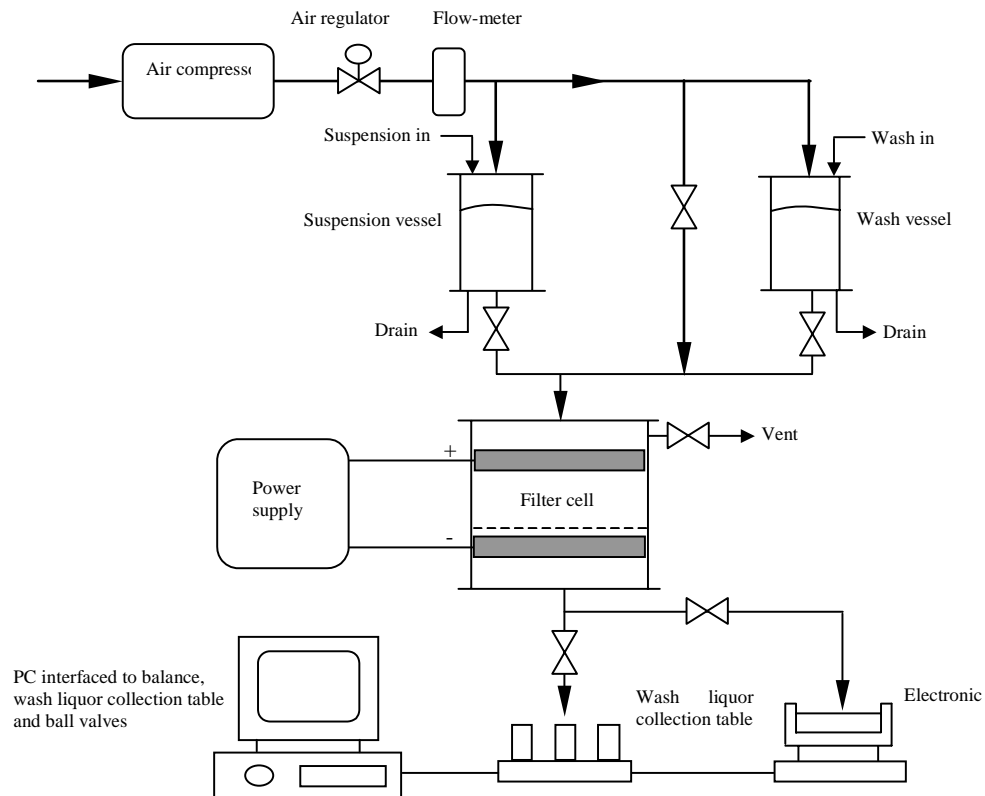 Air regulator
Flow-meter
Air compresso
Suspension in
Wash in
Suspension vessel
Wash vessel
Drain
Drain
Vent
+
Filter cell
Power
supply
-
PC interfaced to balance,
wash liquor collection table
and ball valves
Wash liquor
collection table
Electronic